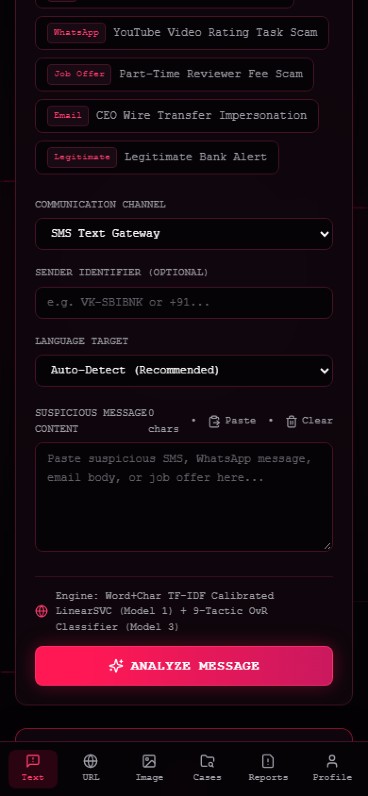 WhatsApp YouTube Video Rating Task Scam
Job Offer Part-Time Reviewer Fee Scam
Email CEO Wire Transfer Impersonation
Legitimate Legitimate Bank Alert
COMMUNICATION CHANNEL
SMS Text Gateway
SENDER IDENTIFIER (OPTIONAL)
e.g. VK-SBIBNK or +91...
LANGUAGE TARGET
Auto-Detect (Recommended)
SUSPICIOUS MESSAGE
CONTENT
0
chars
• Paste • Clear
Paste suspicious SMS, WhatsApp message,
email body, or job offer here...
Engine: Word+Char TF-IDF Calibrated
LinearSVC (Model 1) + 9-Tactic OvR
Classifier (Model 3)
ANALYZE MESSAGE
Text URL Image Cases Reports Profile